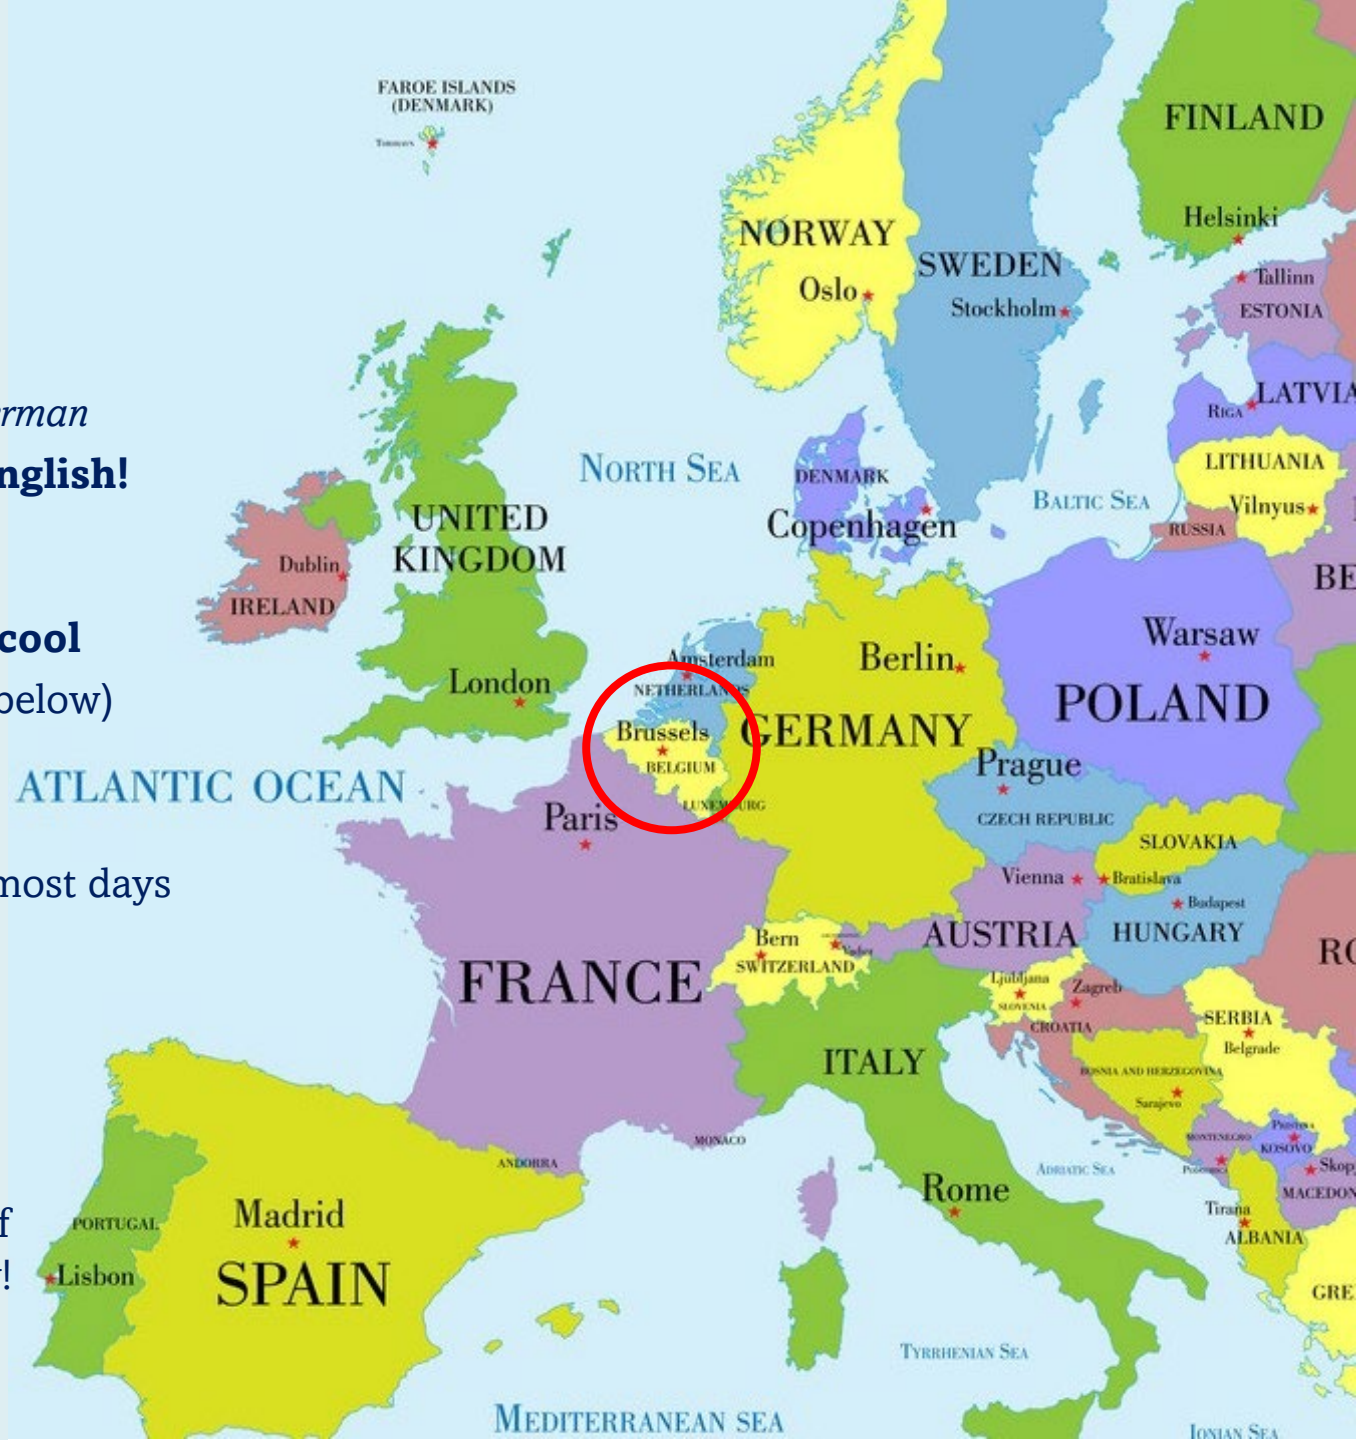 FAROE ISLANDS
(DENMARK)
FINLAND
Helsinki
NORWAY
SWEDEN
Oslo
Stockholm
Tallinn
ESTONIA
LATVIA
RIGA
rman
nglish!
NORTH SEA
DENMARK
Copenhagen
BALTIC SEA
LITHUANIA
Vilnyus
RUSSIA
UNITED
KINGDOM
Dublin
IRELAND
BE
cool
below)
London
Amsterdam
NETHERLANDS
Berlin
Warsaw
POLAND
Brussels
BELGIUM
GERMANY
LUXEMBOURG
Prague
CZECH REPUBLIC
ATLANTIC OCEAN
Paris
SLOVAKIA
most days
Vienna
Bratislava
Budapest
AUSTRIA
HUNGARY
Bern
SWITZERLAND
Vaduz
FRANCE
RO
Ljubljana
SLOVENIA
Zagreb
CROATIA
SERBIA
Belgrade
ITALY
BOSNIA AND HERZEGOVINA
Sarajevo
MONACO
ANDORRA
MONTENEGRO
PRISTINA
KOSOVO
Skop
MACEDON
ADRIATIC SEA
Rome
Tirana
ALBANIA
f
!
PORTUGAL
Lisbon
Madrid
SPAIN
GRE
TYRRHENIAN SEA
MEDITERRANEAN SEA
IONIAN SEA